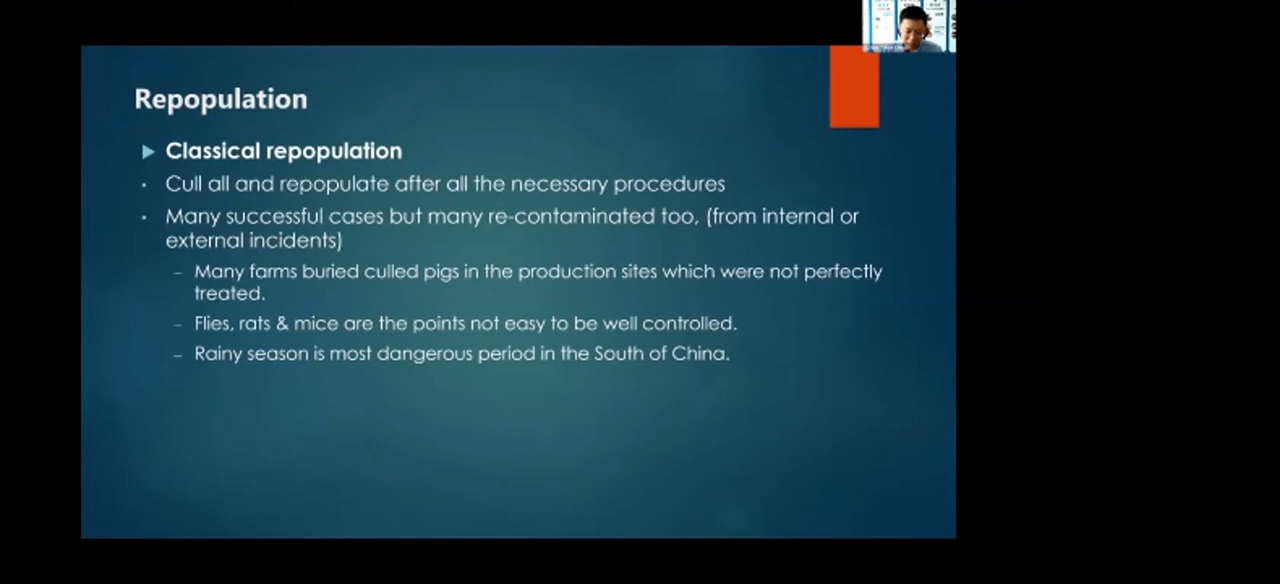 Repopulation
Classical repopulation
Cull all and repopulate after all the necessary procedures
Many successful cases but many re-contaminated too, (from internal or
external incidents)
Many farms buried culled pigs in the production sites which were not perfectly
treated.
Flies, rats & mice are the points not easy to be well controlled.
Rainy season is most dangerous period in the South of China.